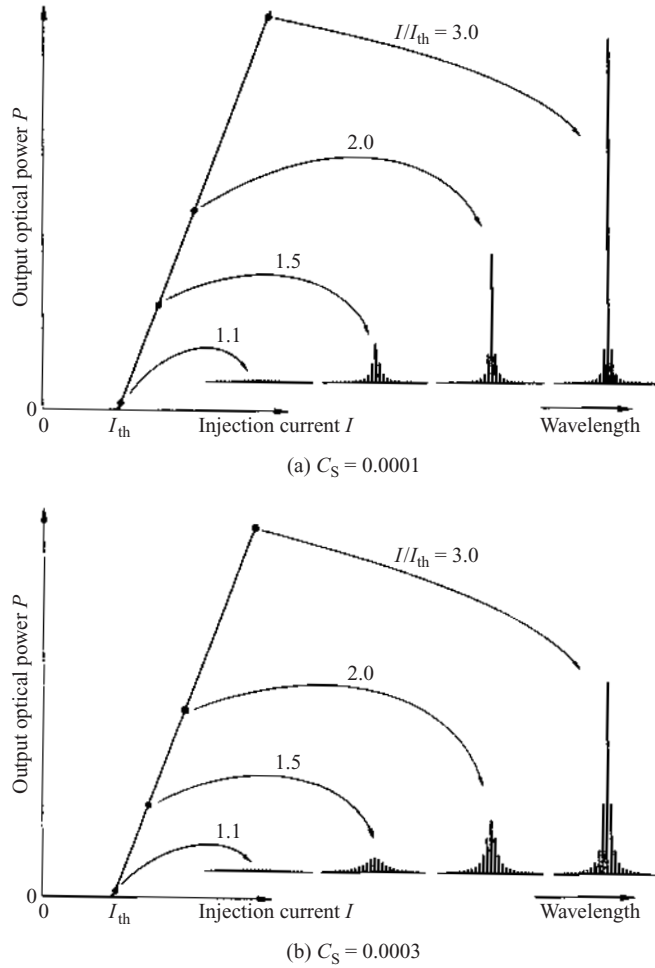 I/Ith = 3.0
2.0
1.5
1.1
Output optical power P
0
0
Ith
Injection current I
Wavelength
(a) CS = 0.0001
I/Ith = 3.0
2.0
1.5
1.1
Output optical power P
0
0
Ith
Injection current I
Wavelength
(b) CS = 0.0003